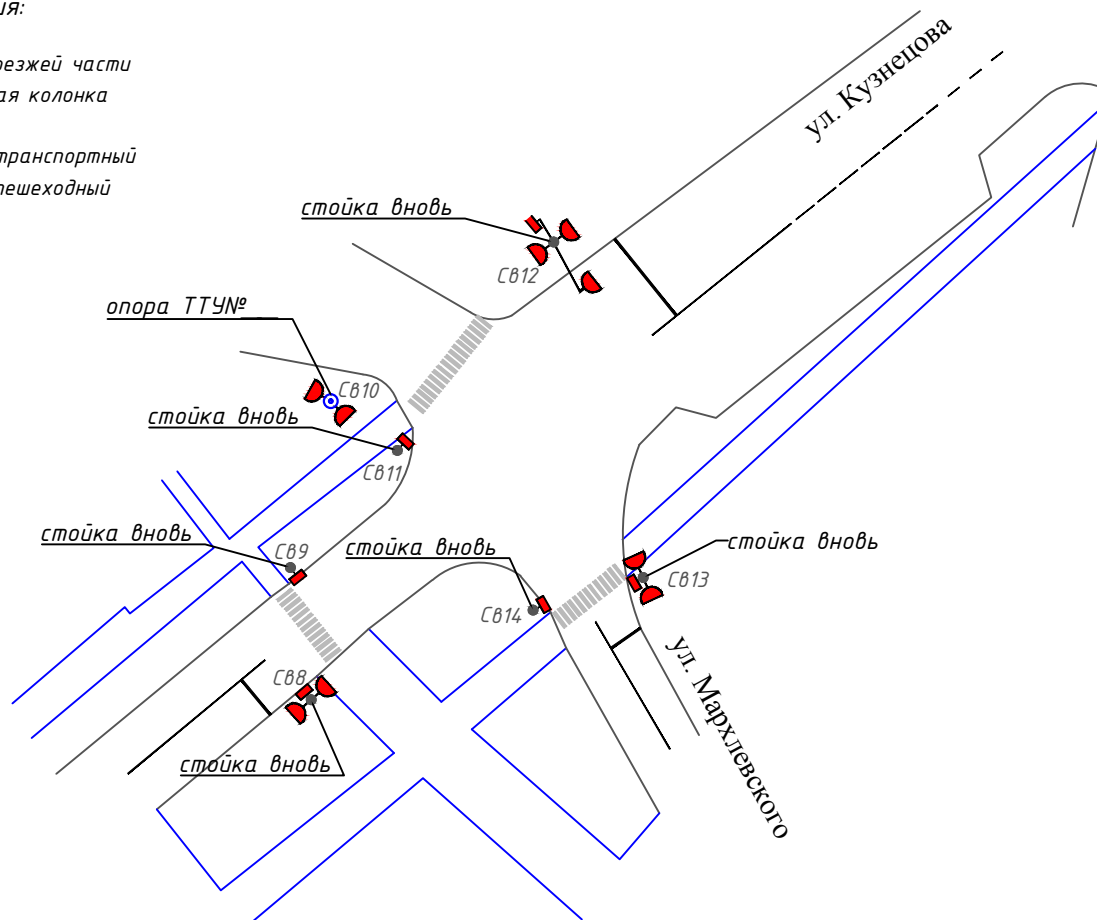 ия:
резжей части
ая колонка
транспортный
пешеходный
ул. Кузнецова
стойка вновь
Св12
опора ТТУ№
Св10
стойка вновь
Св11
стойка вновь
Св9
стойка вновь
стойка вновь
Св13
Св14
Св8
ул. Мархлевского
стойка вновь